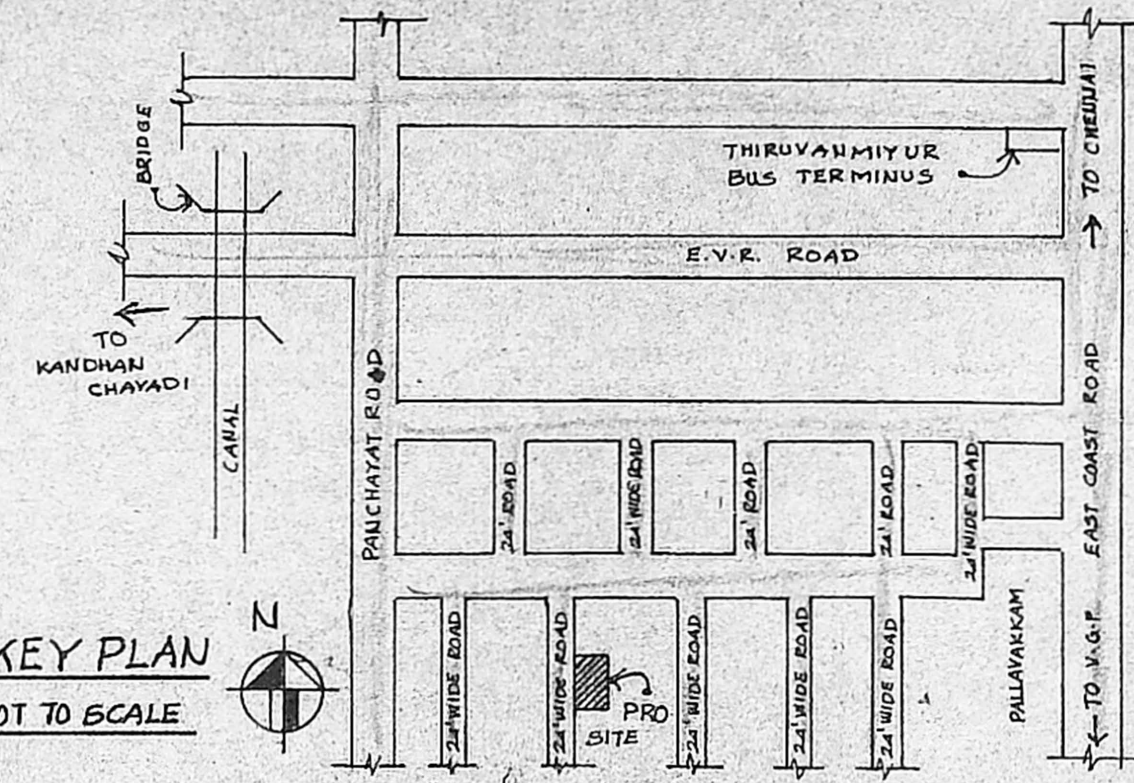 TO CHENNAI
BRIDGE
THIRUVANMIYUR
BUS TERMINUS
E.V.R. ROAD
TO
KANDHAN
CHAVADI
CANAL
PANCHAYAT ROAD
EAST COAST ROAD
24' ROAD
24' WIDE ROAD
24' ROAD
24' ROAD
24' WIDE ROAD
N
KEY PLAN
OT TO SCALE
24' WIDE ROAD
24' WIDE ROAD
PRO
SITE
24' WIDE ROAD
24' WIDE ROAD
24' WIDE ROAD
PALLAVAKKAM
TO V.G.P.